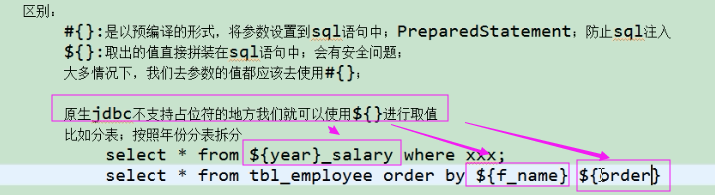 区别:
#{}:是以预编译的形式，将参数设置到sql语句中；PreparedStatement；防止sql注入
${}:取出的值直接拼装在sql语句中；会有安全问题；
大多情况下，我们去参数的值都应该去使用#{}；
原生jdbc不支持占位符的地方我们就可以使用${}进行取值
比如分表；按照年份分表拆分
select * from ${year}_salary where xxx;
select * from tbl_employee order by ${f_name} ${order}